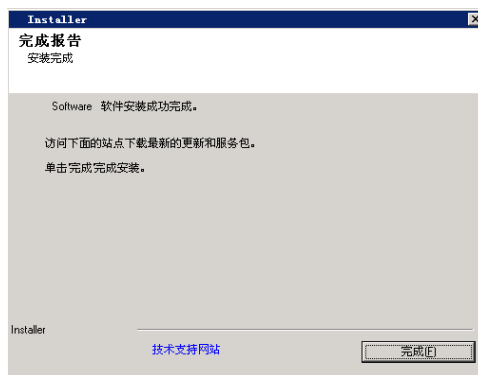 Installer
完成报告
安装完成
Software 软件安装成功完成。
访问下面的站点下载最新的更新和服务包。
单击'完成'完成安装。
Installer
技术支持网站
完成(F)